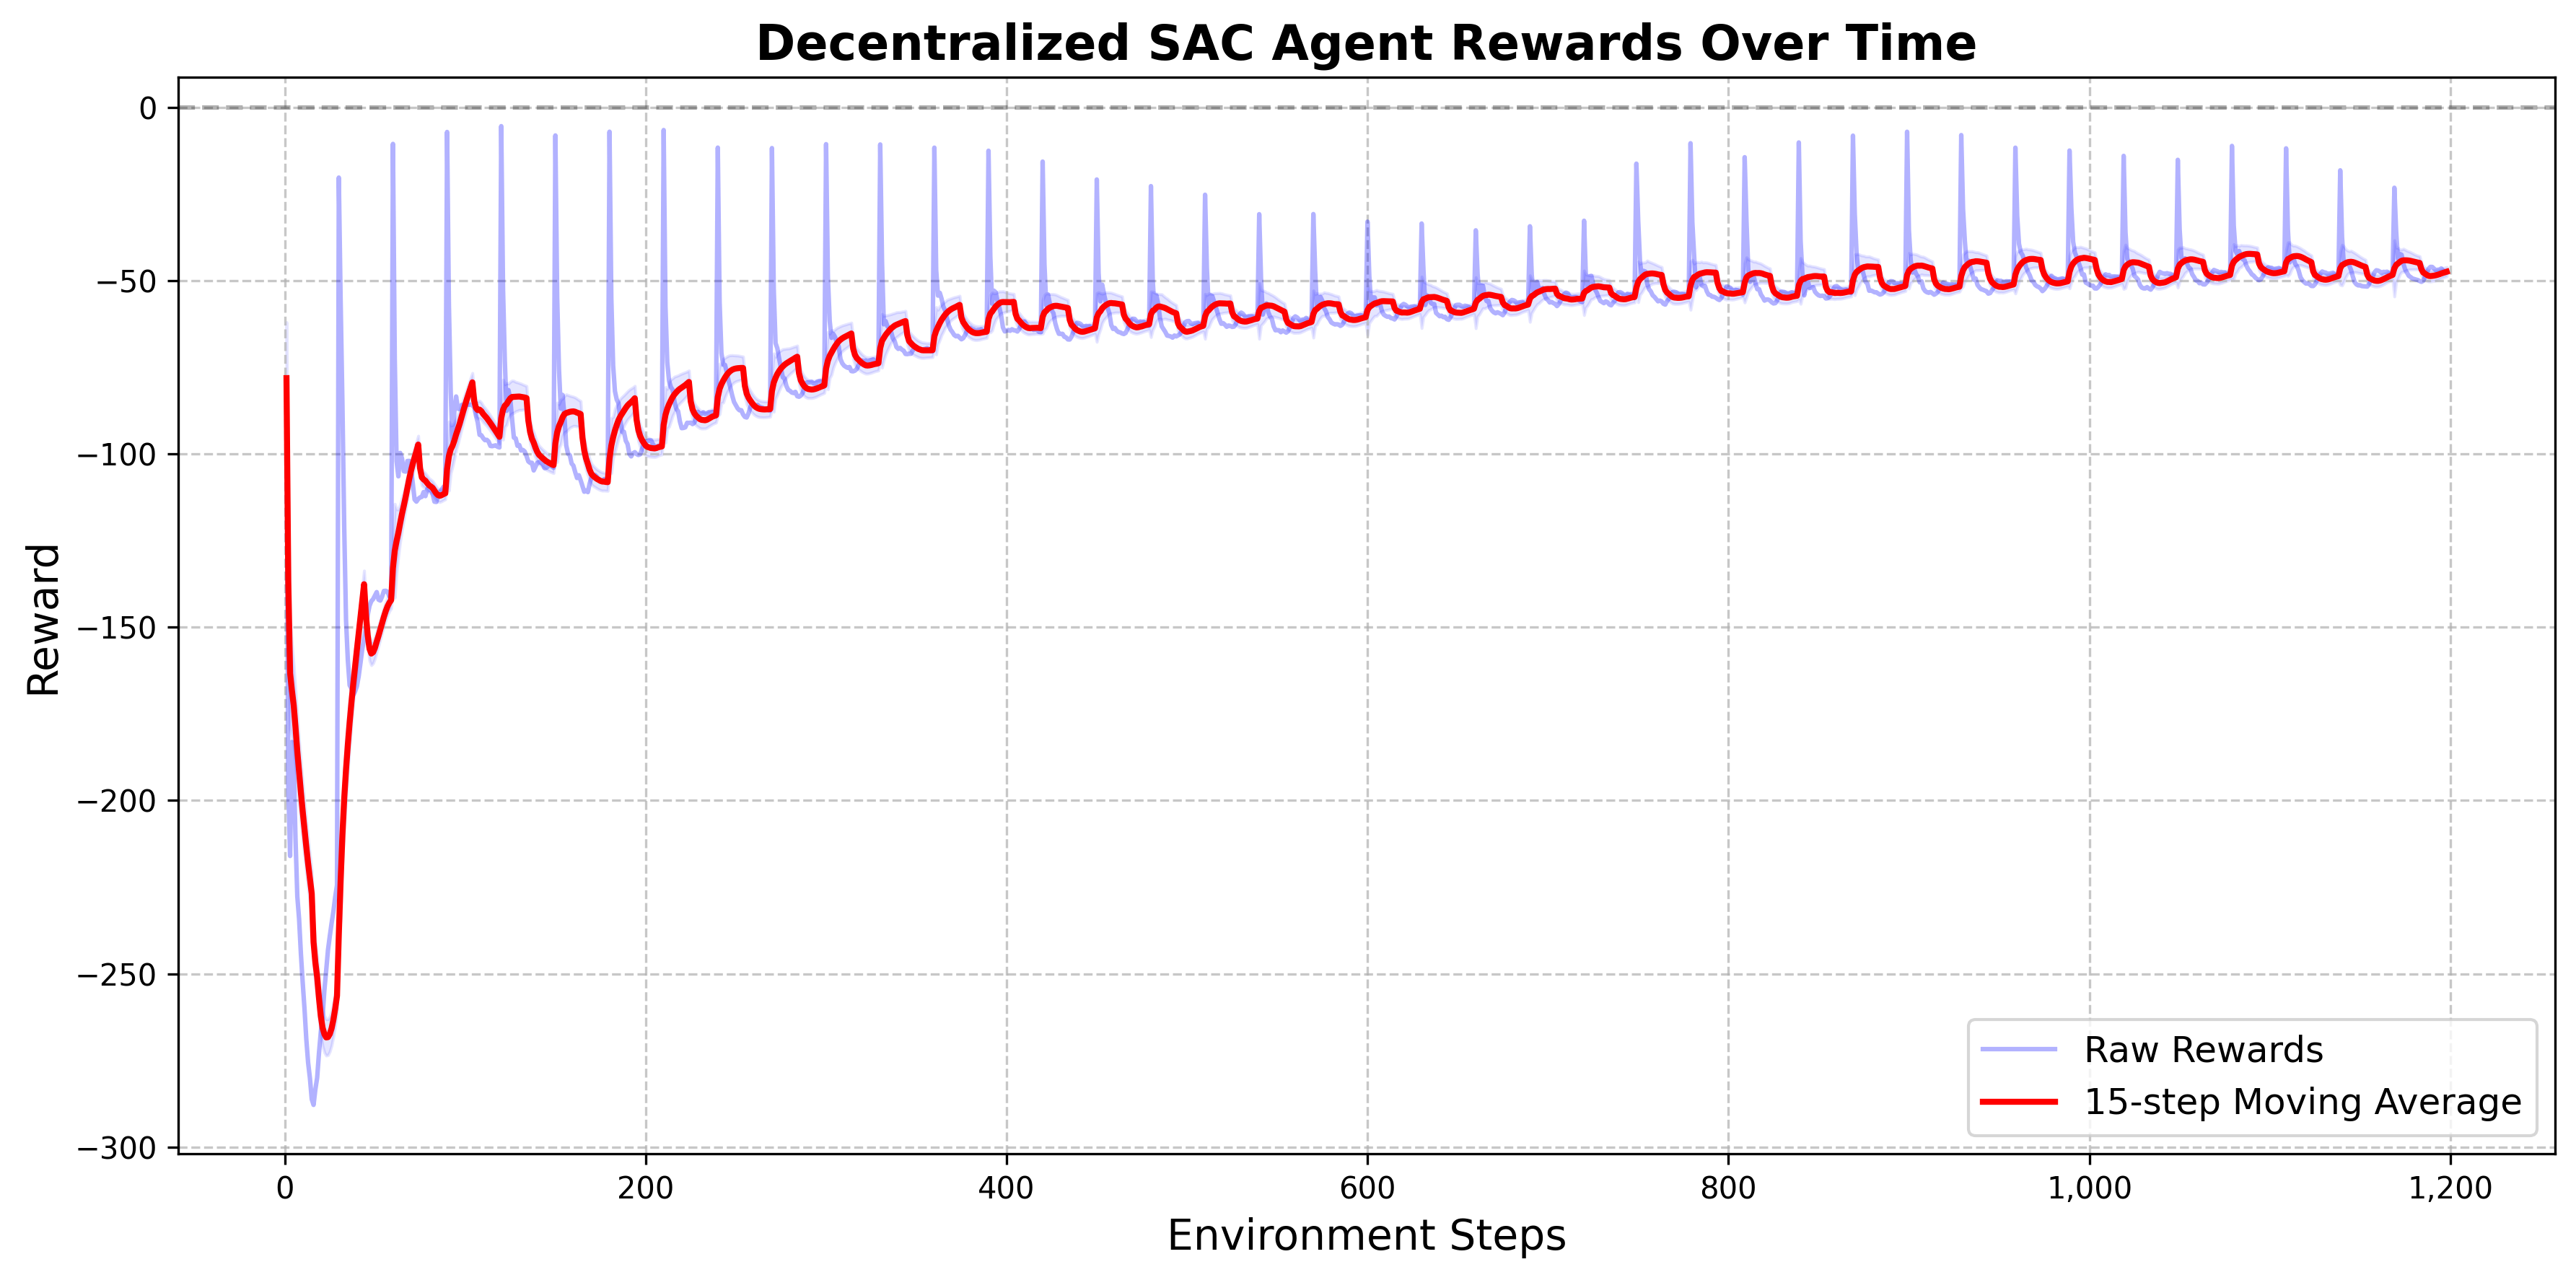 Decentralized SAC Agent Rewards Over Time
Reward
0
−50
−100
−150
−200
−250
−300
0
200
400
600
800
1,000
1,200
Environment Steps
Raw Rewards
15-step Moving Average